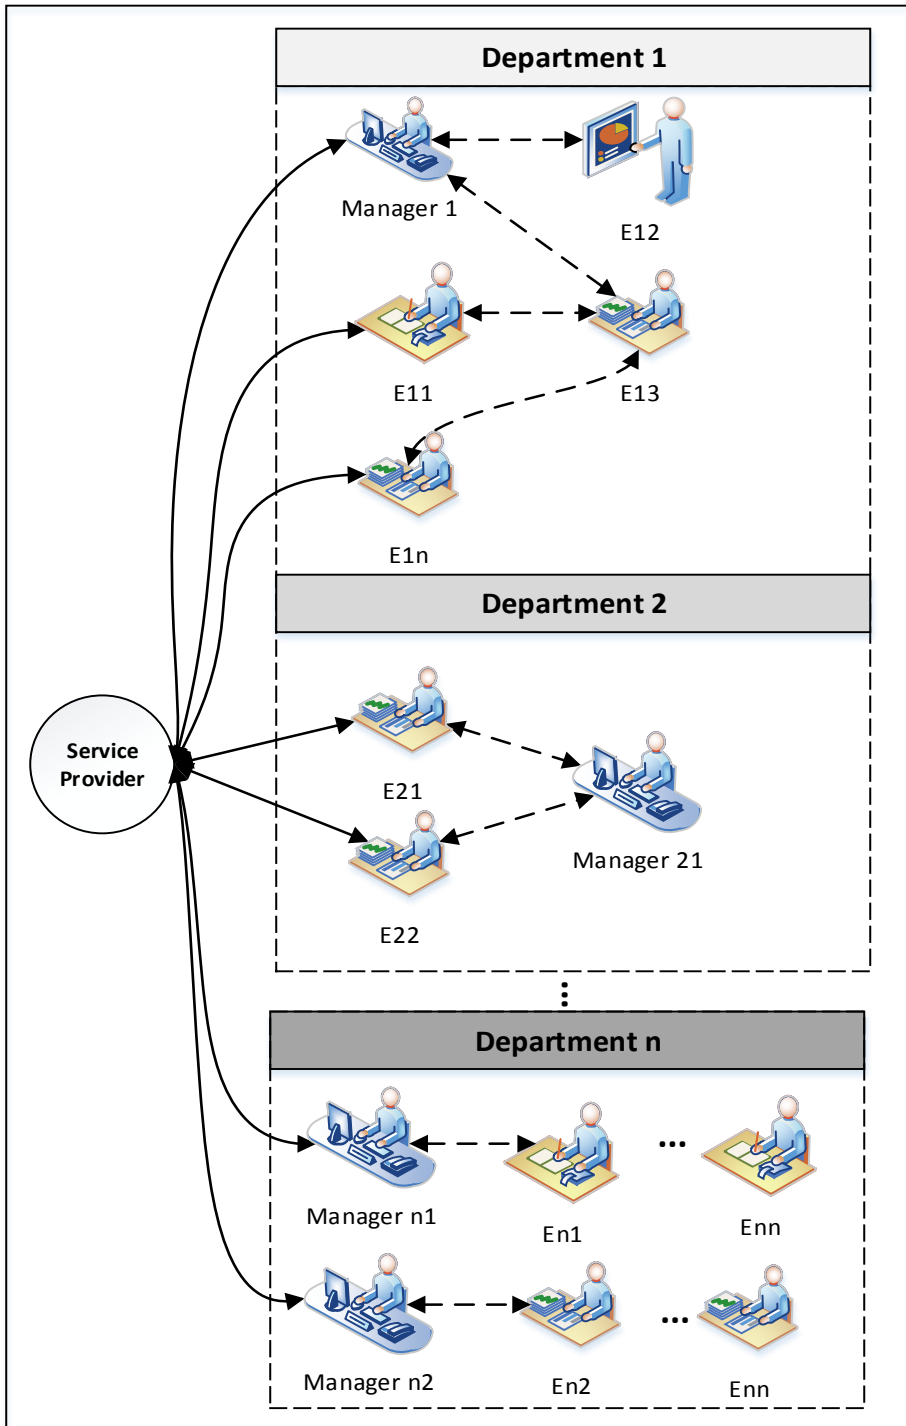 Department 1
Manager 1
E12
E11
E13
E1n
Department 2
Service
Provider
E21
Manager 21
E22
⋮
Department n
...
Manager n1
En1
Enn
...
Manager n2
En2
Enn